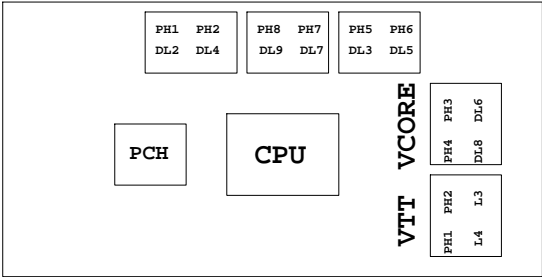 PH1 PH2
DL2 DL4
PH8 PH7
DL9 DL7
PH5 PH6
DL3 DL5
PCH
CPU
VCORE
PH3 DL6
PH4 DL8
VTT
PH2 L3
PH1 L4